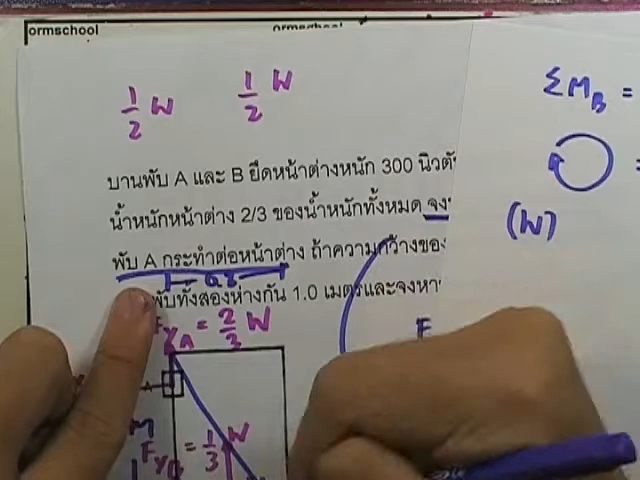 ormschool
1/2 W 1/2 W
ΣM_B =
บานพับ A และ B ยึดหน้าต่างหนัก 300
น้ำหนักหน้าต่าง 2/3 ของน้ำหนักทั้งหมด
(W)
พับ A กระทำต่อหน้าต่าง ถ้าความกว้างของ
พับทั้งสองห่างกัน 1.0 เมตรและจงหา
F_yA = 2/3 W
F
F_yB = 1/3 W